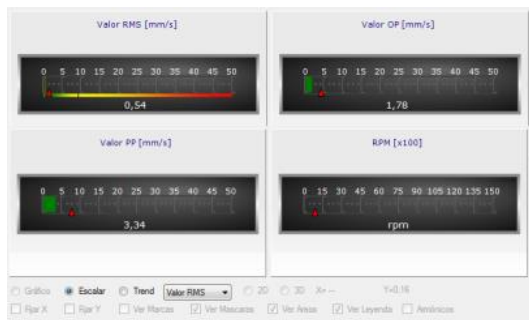 Valor RMS [mm/s]
0 5 10 15 20 25 30 35 40 45 50
0,54
Valor OP [mm/s]
0 5 10 15 20 25 30 35 40 45 50
1,78
Valor PP [mm/s]
0 5 10 15 20 25 30 35 40 45 50
3,34
RPM [x100]
0 15 30 45 60 75 90 105 120 135 150
rpm
Gráfico Escalar Trend Valor RMS 2D 3D X= -- Y=0.16
Fijar X Fijar Y Ver Marcas Ver Mascaras Ver Areas Ver Leyenda Armónicos